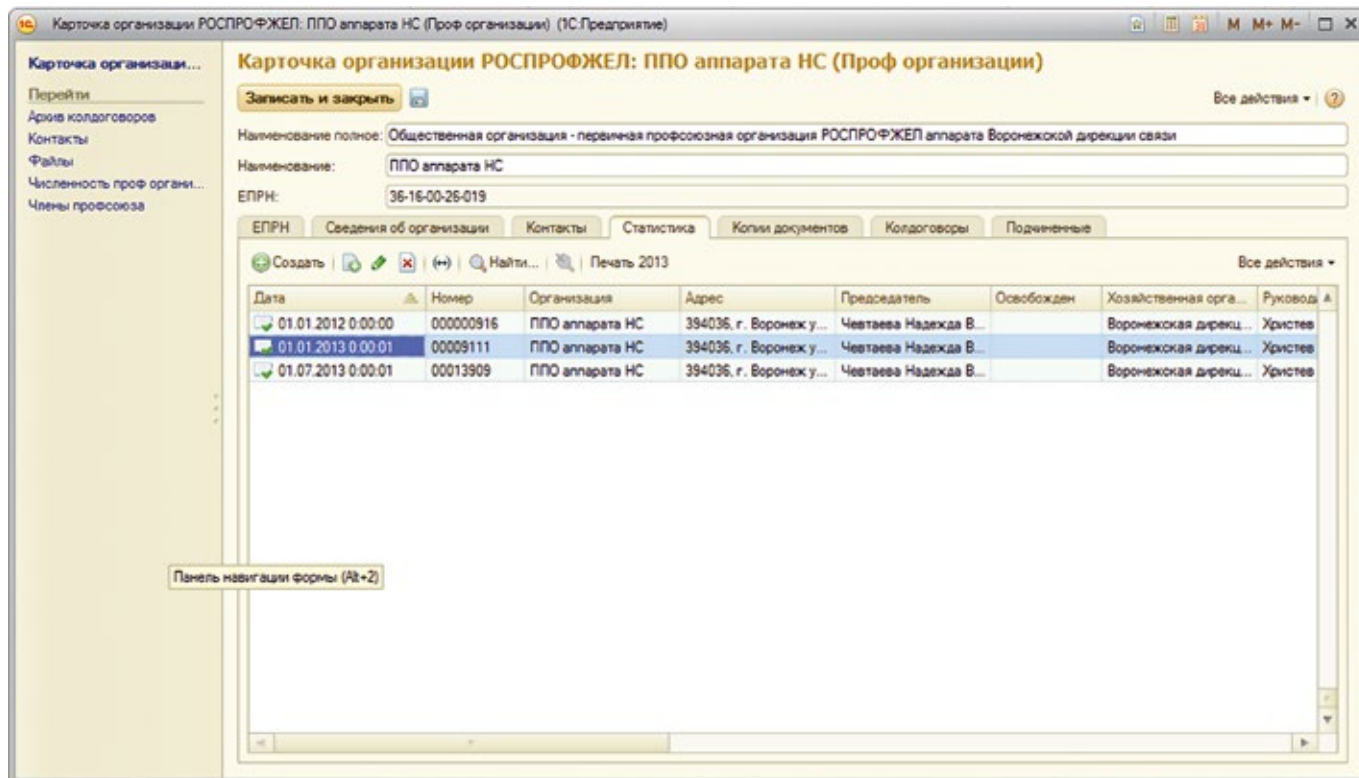 Карточка организации РОСПРОФЖЕЛ: ППО аппарата НС (Проф организации) (1С:Предприятие)
M M+ M-
Карточка организаци...
Перейти
Архив колдоговоров
Контакты
Файлы
Численность проф органи...
Члены профсоюза
Карточка организации РОСПРОФЖЕЛ: ППО аппарата НС (Проф организации)
Записать и закрыть
Все действия
Наименование полное: Общественная организация - первичная профсоюзная организация РОСПРОФЖЕЛ аппарата Воронежской дирекции связи
Наименование: ППО аппарата НС
ЕПРН: 36-16-00-26-019
ЕПРН Сведения об организации Контакты Статистика Копии документов Колдоговоры Подчиненные
Создать Найти... Печать 2013 Все действия
Дата Номер Организация Адрес Председатель Освобожден Хозяйственная орга... Руковод
01.01.2012 0:00:00 000000916 ППО аппарата НС 394036, г. Воронеж у... Чевтаева Надежда В... Воронежская дирекц... Христев
01.01.2013 0:00:01 00009111 ППО аппарата НС 394036, г. Воронеж у... Чевтаева Надежда В... Воронежская дирекц... Христев
01.07.2013 0:00:01 00013909 ППО аппарата НС 394036, г. Воронеж у... Чевтаева Надежда В... Воронежская дирекц... Христев
Панель навигации формы (Alt+2)